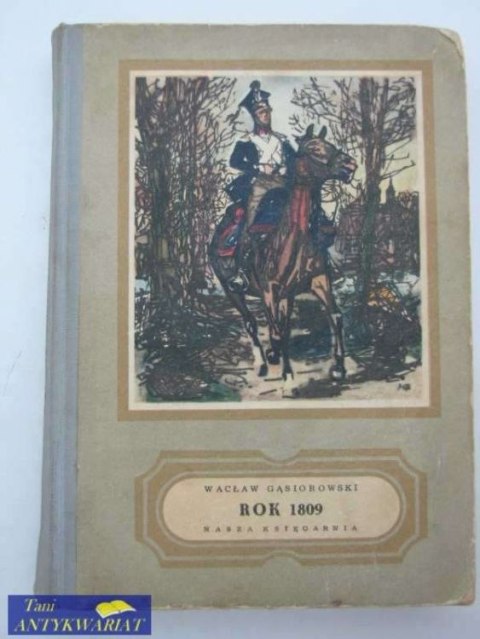 WACŁAW GĄSIOROWSKI
ROK 1809
NASZA KSIĘGARNIA
Tani
ANTYKWARIAT